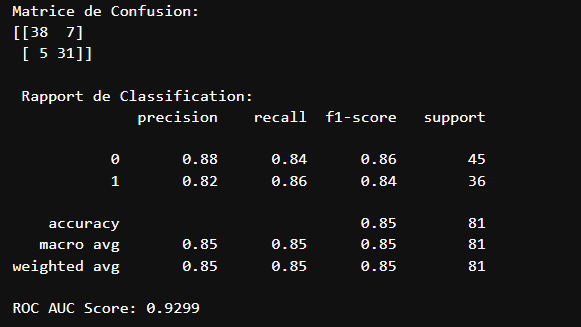 Matrice de Confusion:
[[38  7]
 [ 5 31]]
Rapport de Classification:
precision recall f1-score support
0 0.88 0.84 0.86 45
1 0.82 0.86 0.84 36
accuracy 0.85 81
macro avg 0.85 0.85 0.85 81
weighted avg 0.85 0.85 0.85 81
ROC AUC Score: 0.9299